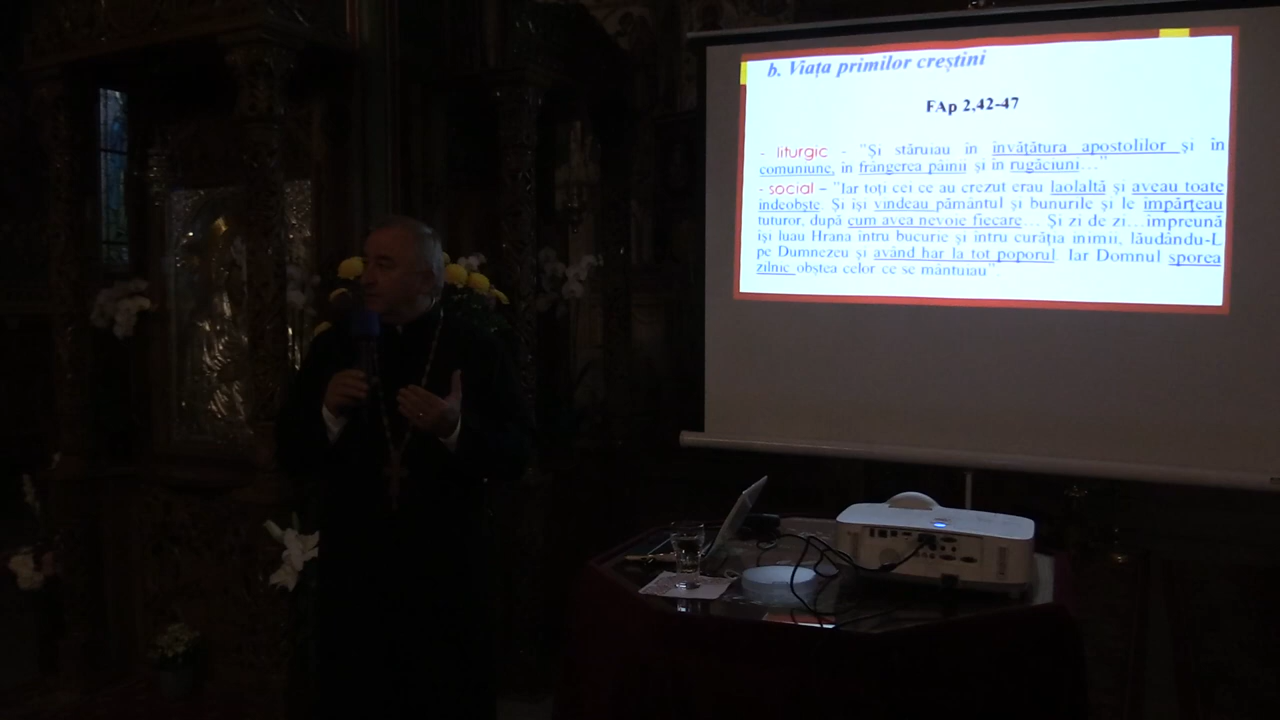 b. Viața primilor creștini
FAp 2,42-47
- liturgic - "Și stăruiau în învățătura apostolilor și în
comuniune, în frângerea pâinii și în rugăciuni..."
- social – "Iar toți cei ce au crezut erau laolaltă și aveau toate
îndeobște. Și își vindeau pământul și bunurile și le împărțeau
tuturor, după cum avea nevoie fiecare... Și zi de zi...împreună
își luau Hrana întru bucurie și întru curăția inimii, lăudându-L
pe Dumnezeu și având har la tot poporul. Iar Domnul sporea
zilnic obștea celor ce se mântuiau".